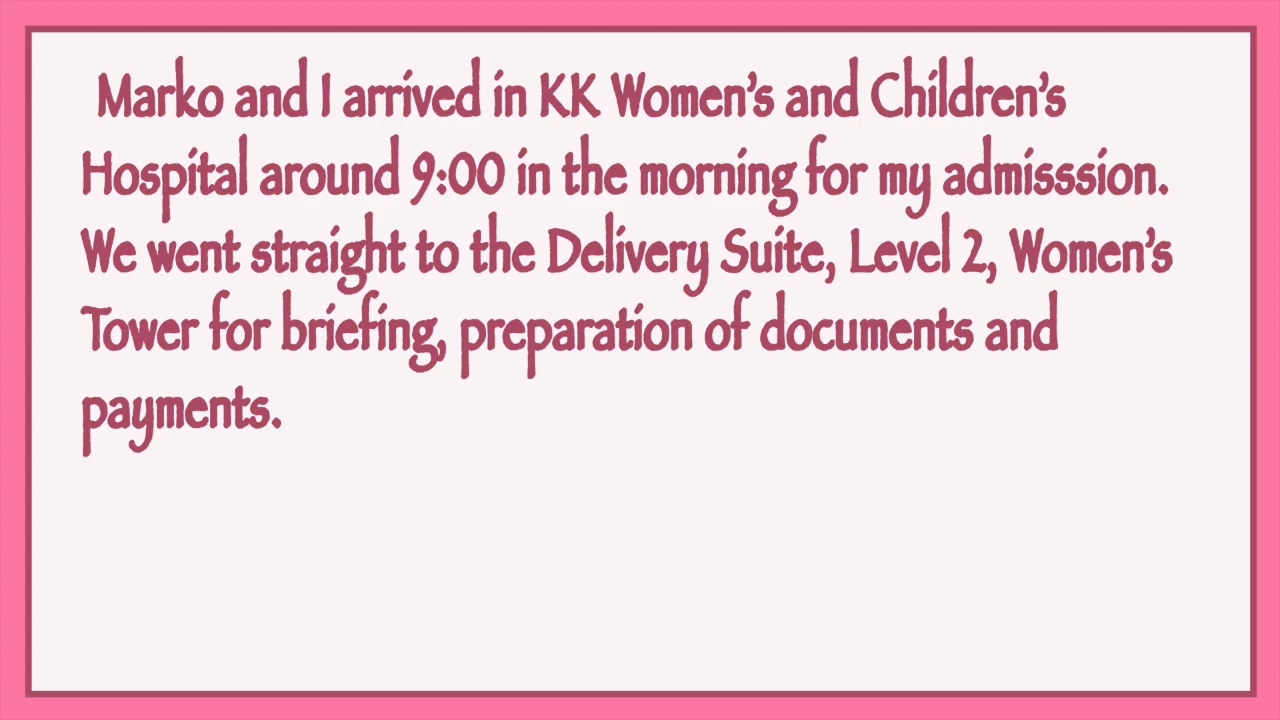 Marko and I arrived in KK Women's and Children's
Hospital around 9:00 in the morning for my admisssion.
We went straight to the Delivery Suite, Level 2, Women's
Tower for briefing, preparation of documents and
payments.